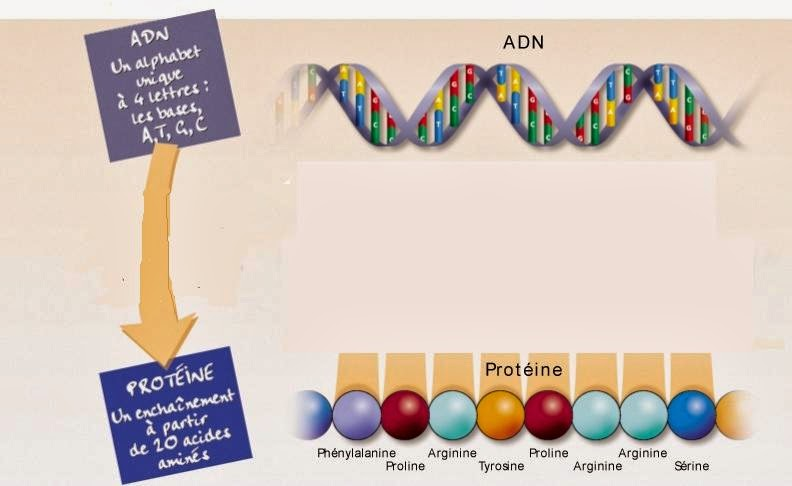 ADN
Un alphabet
unique
à 4 lettres :
les bases,
A, T, G, C
ADN
Protéine
PROTÉINE
Un enchaînement
à partir
de 20 acides
aminés
Phénylalanine
Proline
Arginine
Tyrosine
Proline
Arginine
Arginine
Sérine